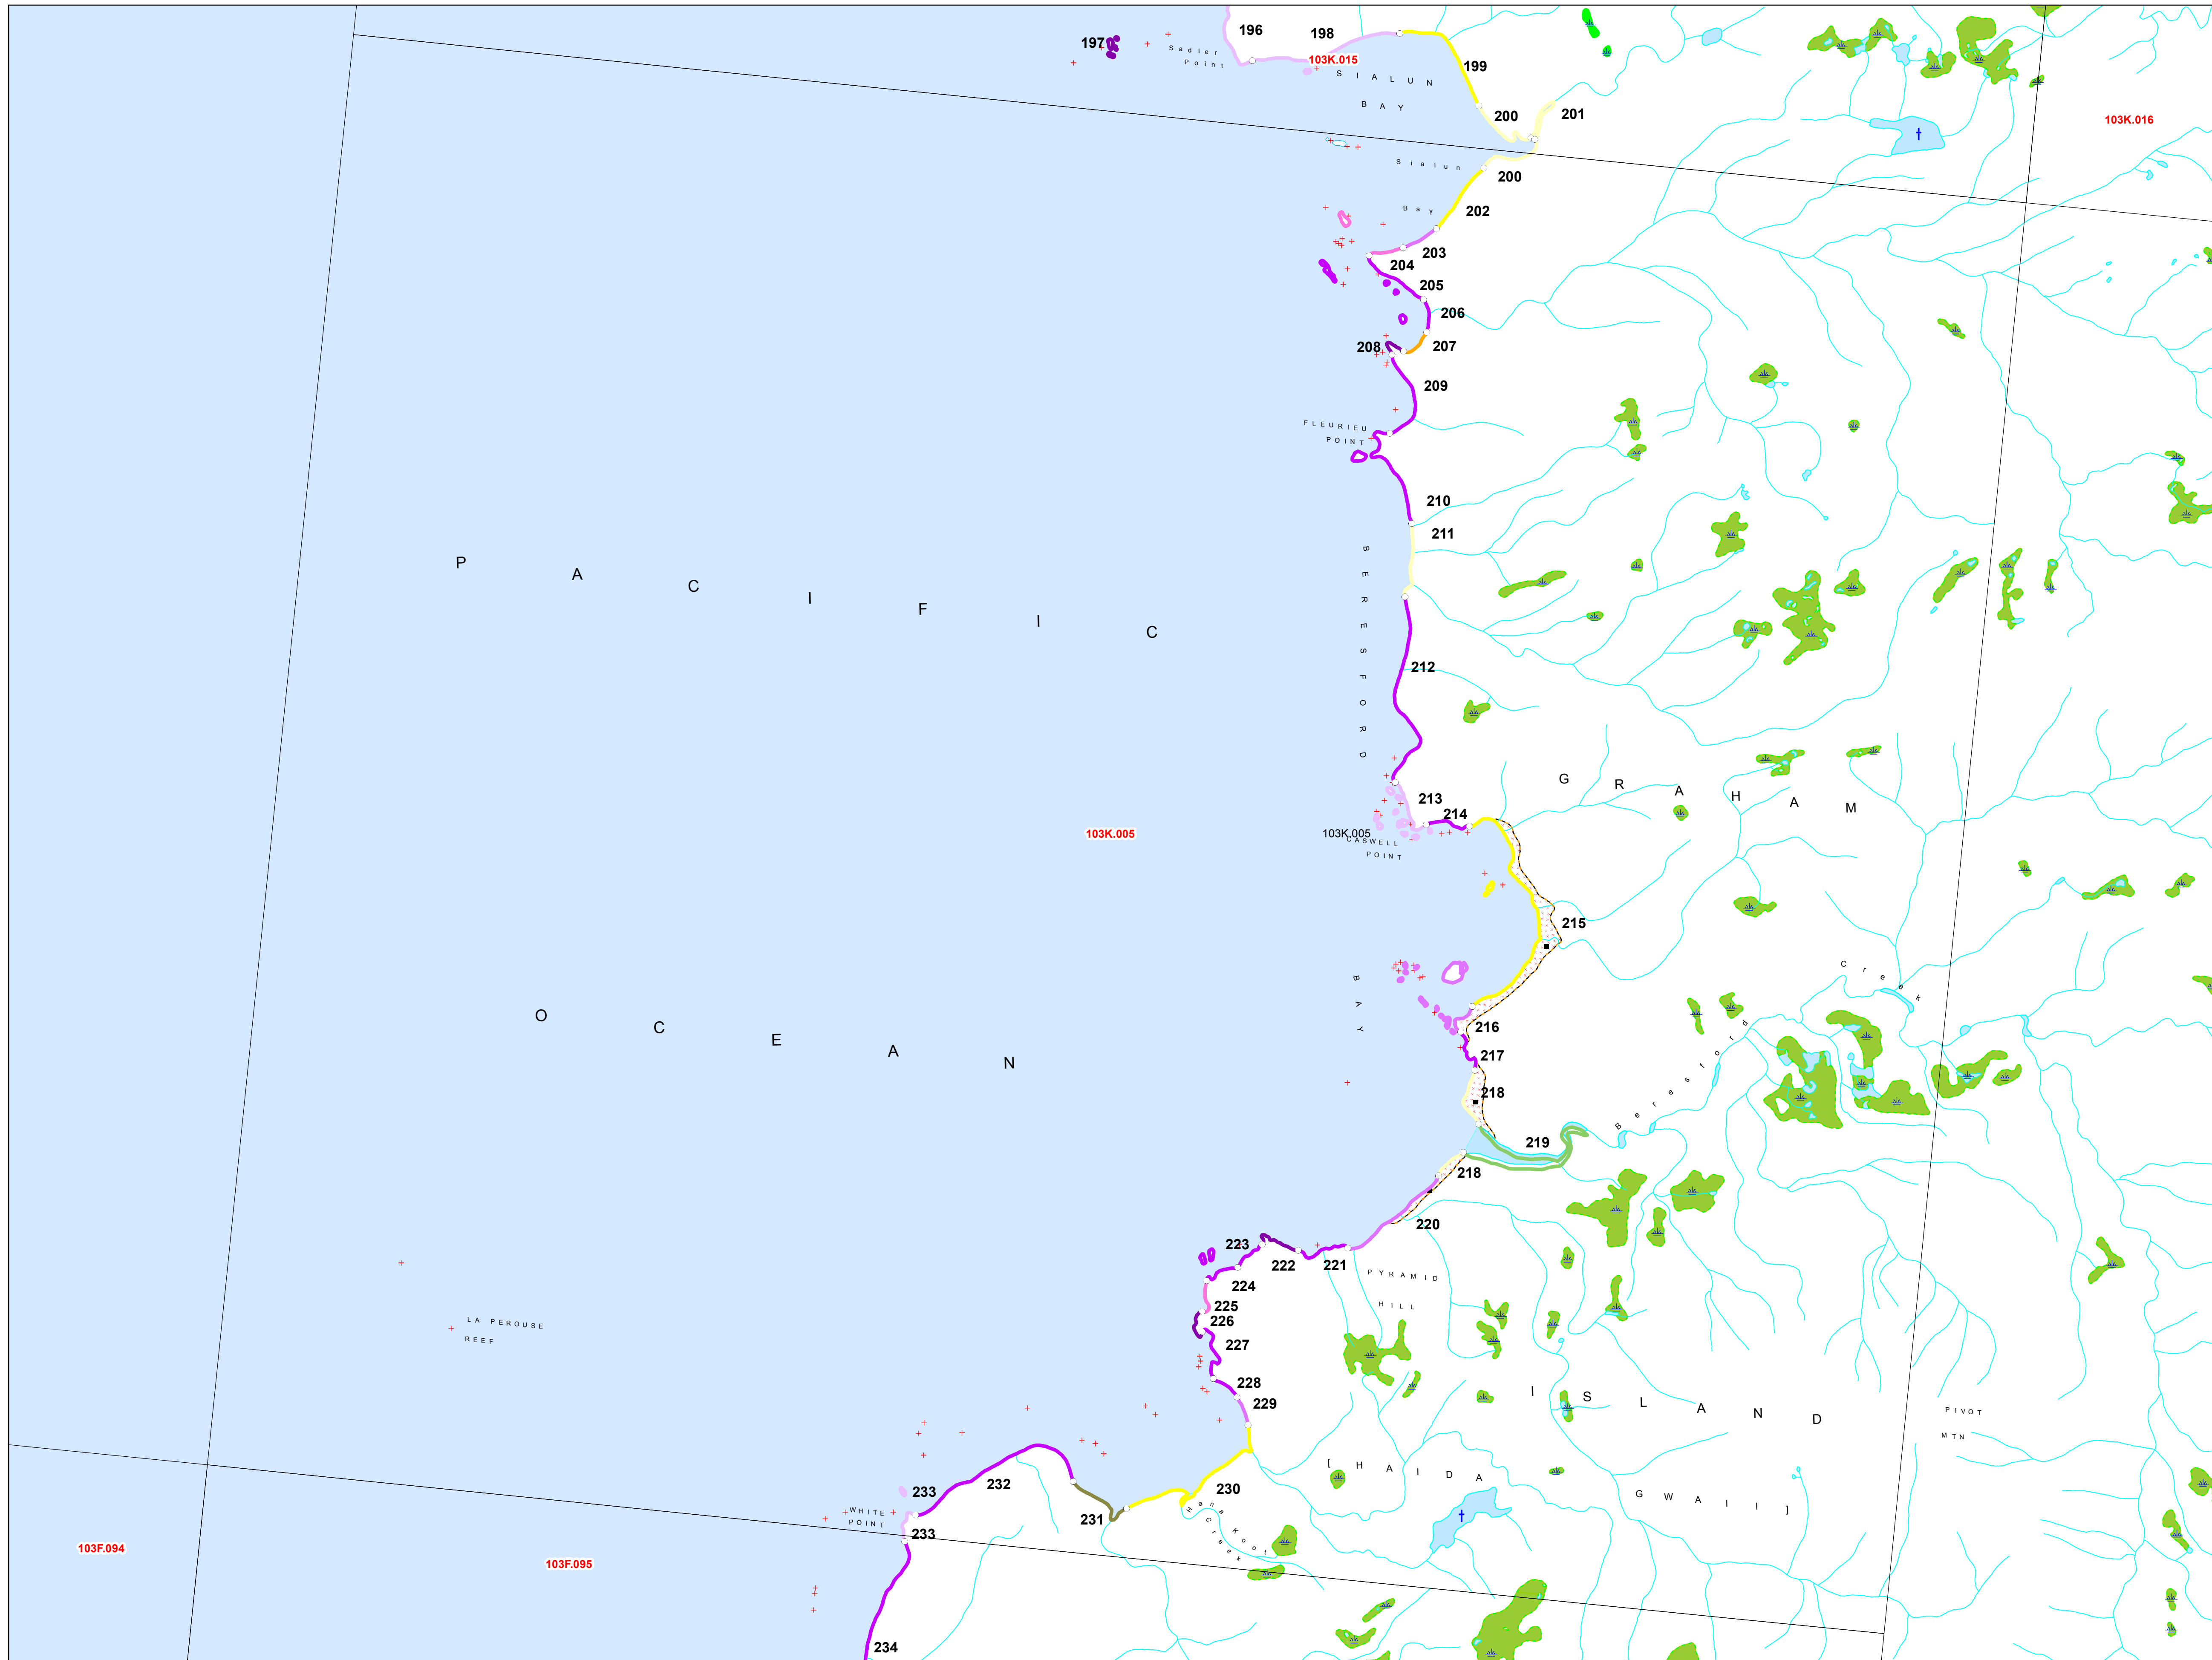 196
198
197
Sadier
Point
103K.015
SIALUN
BAY
199
200
201
103K.016
Sialun
200
Bay
202
203
204
205
206
207
208
209
FLEURIEU
POINT
210
211
BERESFORD
PACIFIC
212
GRAHAM
213
214
103K.005
103K.005
CASWELL
POINT
215
Beresford Creek
BAY
OCEAN
216
217
218
219
218
220
223
222
221
224
PYRAMID
HILL
225
226
LA PEROUSE
REEF
227
228
229
ISLAND
PIVOT
MTN
[HAIDA
GWAII]
230
232
233
WHITE
POINT
Hana Koot
Creek
231
233
103F.094
103F.095
234